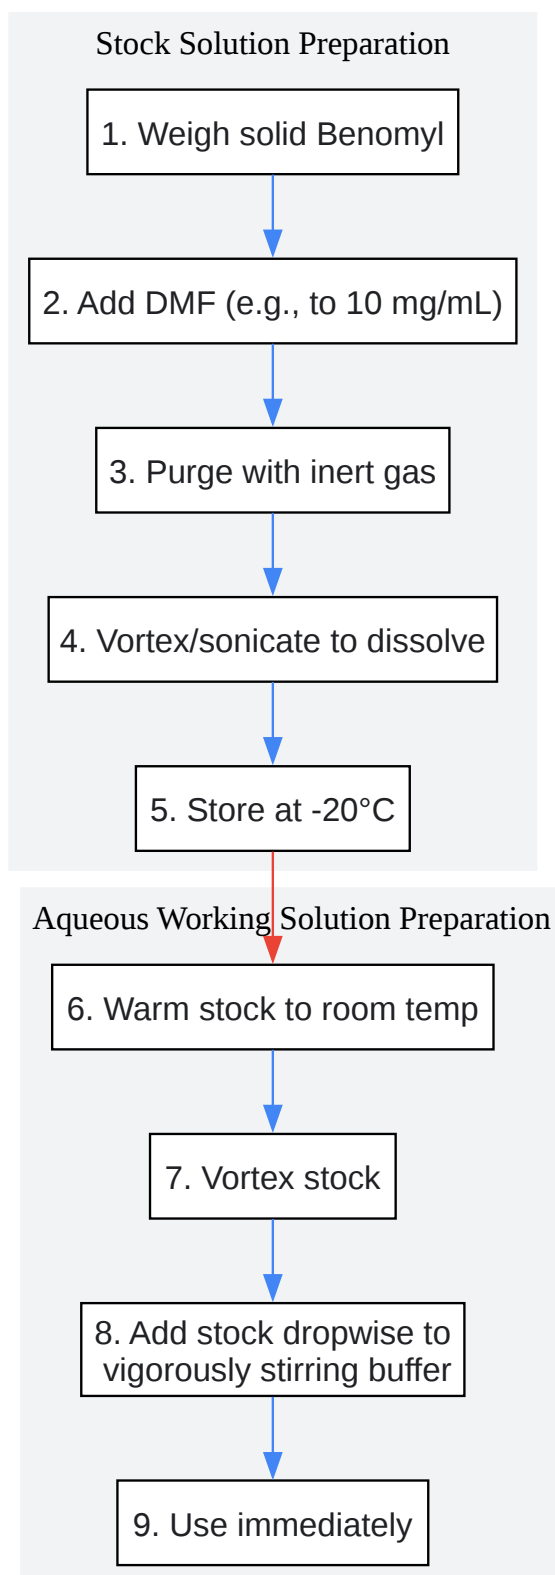 Stock Solution Preparation
1. Weigh solid Benomyl
2. Add DMF (e.g., to 10 mg/mL)
3. Purge with inert gas
4. Vortex/sonicate to dissolve
5. Store at -20°C
Aqueous Working Solution Preparation
6. Warm stock to room temp
7. Vortex stock
8. Add stock dropwise to
vigorously stirring buffer
9. Use immediately